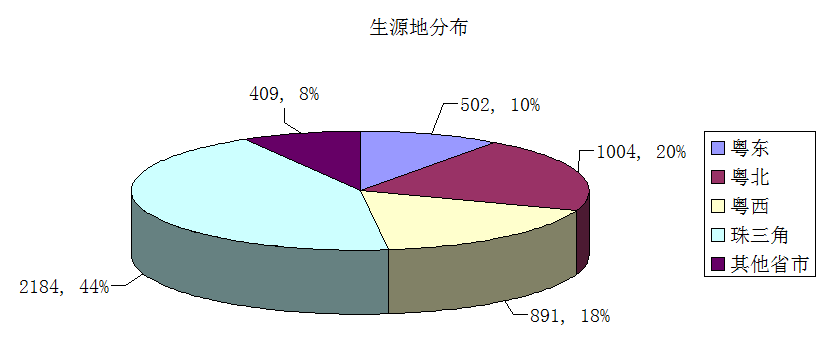 生源地分布
409, 8%
502, 10%
1004, 20%
2184, 44%
891, 18%
粤东
粤北
粤西
珠三角
其他省市